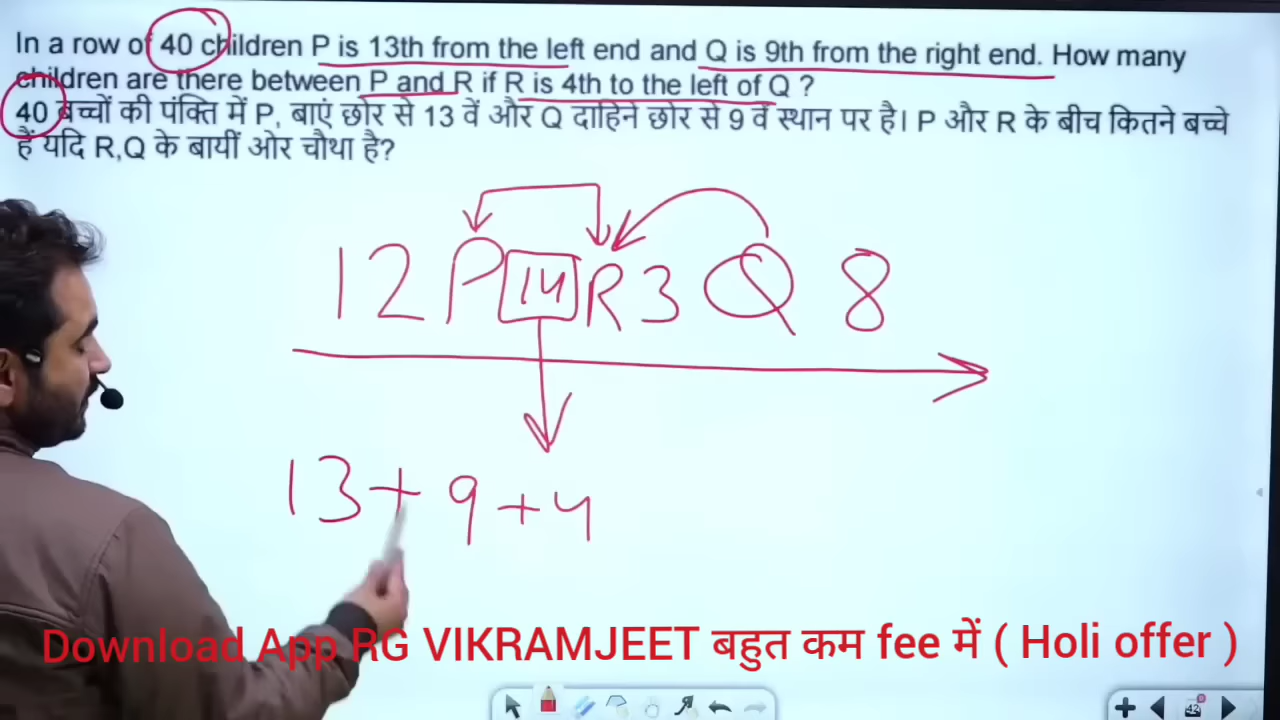 In a row of 40 children P is 13th from the left end and Q is 9th from the right end. How many
children are there between P and R if R is 4th to the left of Q ?
40 बच्चों की पंक्ति में P, बाएं छोर से 13 वें और Q दाहिने छोर से 9 वें स्थान पर है। P और R के बीच कितने बच्चे
हैं यदि R,Q के बायीं ओर चौथा है?
12 P 14 R 3 Q 8
13 + 9 + 4
Download App RG VIKRAMJEET बहुत कम fee में ( Holi offer )
42